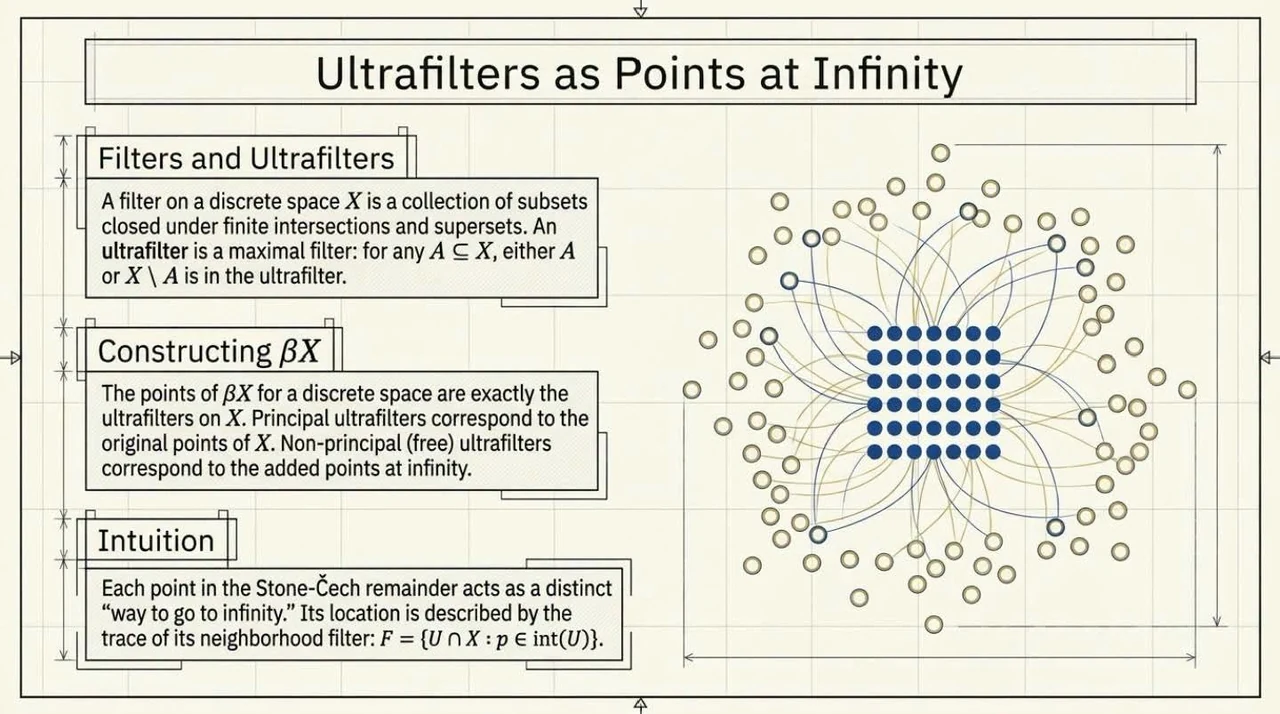 Ultrafilters as Points at Infinity
Filters and Ultrafilters
A filter on a discrete space X is a collection of subsets
closed under finite intersections and supersets. An
ultrafilter is a maximal filter: for any A ⊆ X, either A
or X \ A is in the ultrafilter.
Constructing βX
The points of βX for a discrete space are exactly the
ultrafilters on X. Principal ultrafilters correspond to the
original points of X. Non-principal (free) ultrafilters
correspond to the added points at infinity.
Intuition
Each point in the Stone-Čech remainder acts as a distinct
“way to go to infinity.” Its location is described by the
trace of its neighborhood filter: F = {U ∩ X : p ∈ int(U)}.